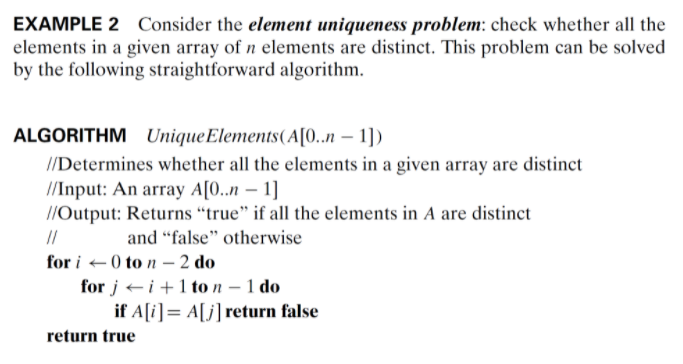 EXAMPLE 2 Consider the element uniqueness problem: check whether all the
elements in a given array of n elements are distinct. This problem can be solved
by the following straightforward algorithm.
ALGORITHM UniqueElements(A[0..n − 1])
//Determines whether all the elements in a given array are distinct
//Input: An array A[0..n − 1]
//Output: Returns “true” if all the elements in A are distinct
// and “false” otherwise
for i ← 0 to n − 2 do
for j ← i + 1 to n − 1 do
if A[i] = A[j] return false
return true